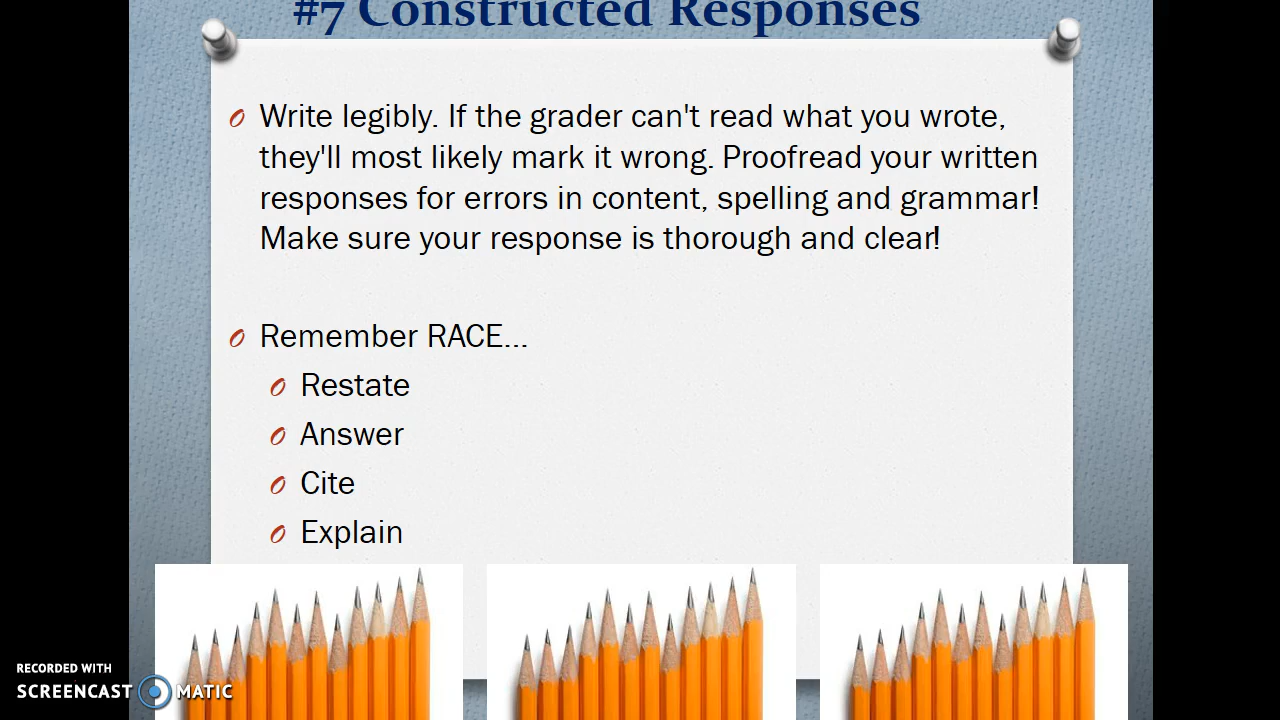 #7 Constructed Responses
Write legibly. If the grader can't read what you wrote,
they'll most likely mark it wrong. Proofread your written
responses for errors in content, spelling and grammar!
Make sure your response is thorough and clear!
Remember RACE...
Restate
Answer
Cite
Explain
RECORDED WITH
SCREENCAST MATIC